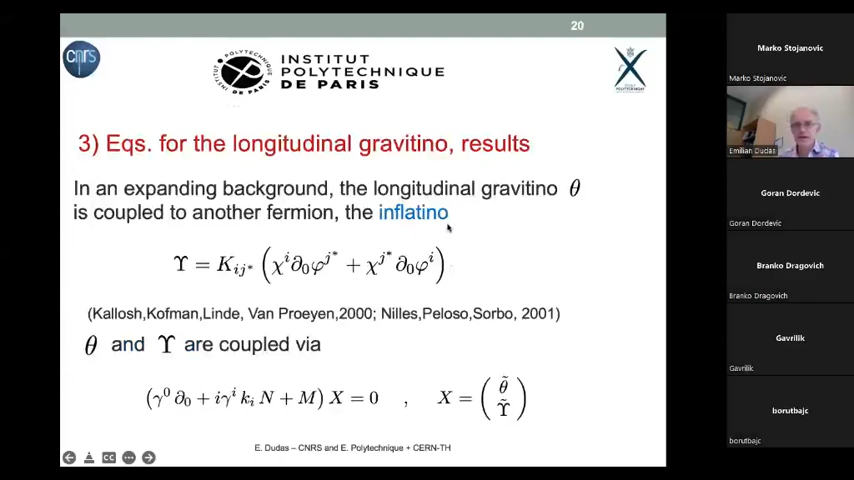 20
cnrs
INSTITUT
POLYTECHNIQUE
DE PARIS
3) Eqs. for the longitudinal gravitino, results
In an expanding background, the longitudinal gravitino θ
is coupled to another fermion, the inflatino
ϒ = K_{ij*} (χ^i ∂_0 φ^{j*} + χ^{j*} ∂_0 φ^i)
(Kallosh,Kofman,Linde, Van Proeyen,2000; Nilles,Peloso,Sorbo, 2001)
θ and ϒ are coupled via
(γ^0 ∂_0 + iγ^i k_i N + M) X = 0 , X = ( θ̃ ϒ̃ )
E. Dudas – CNRS and E. Polytechnique + CERN-TH
Marko Stojanovic
Marko Stojanovic
Emilian Dudas
Goran Dordevic
Goran Dordevic
Branko Dragovich
Branko Dragovich
Gavrilik
Gavrilik
borutbajc
borutbajc